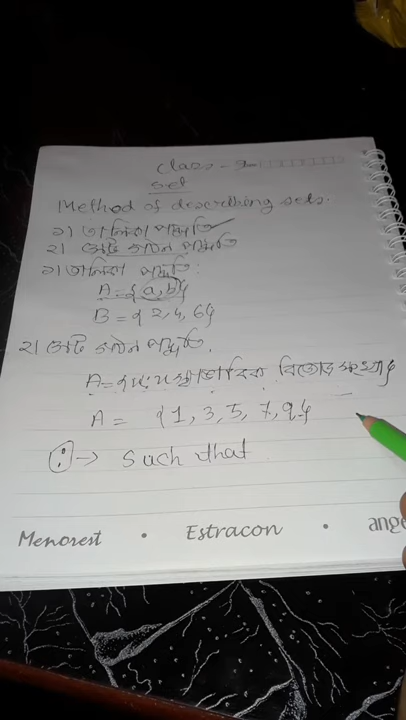 Class-
set
Method of describing sets.
১) তালিকা পদ্ধতি
২। সেট গঠন পদ্ধতি
১) তালিকা পদ্ধতি:
A={a,b}
B={2,4,6}
২। সেট গঠন পদ্ধতি.
A={x:x স্বাভাবিক বিজোড় সংখ্যা}
A= {1,3,5,7,9}
: → Such that
Menorest • Estracon • ange